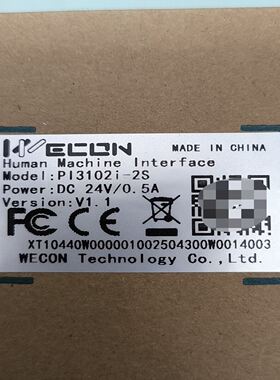 WECON
MADE IN CHINA
Human Machine Interface
Model:PI3102i-2S
Power:DC 24V/0.5A
Version:V1.1
FC CE
XT10440W000001002504300W0014003
WECON Technology Co.,Ltd.